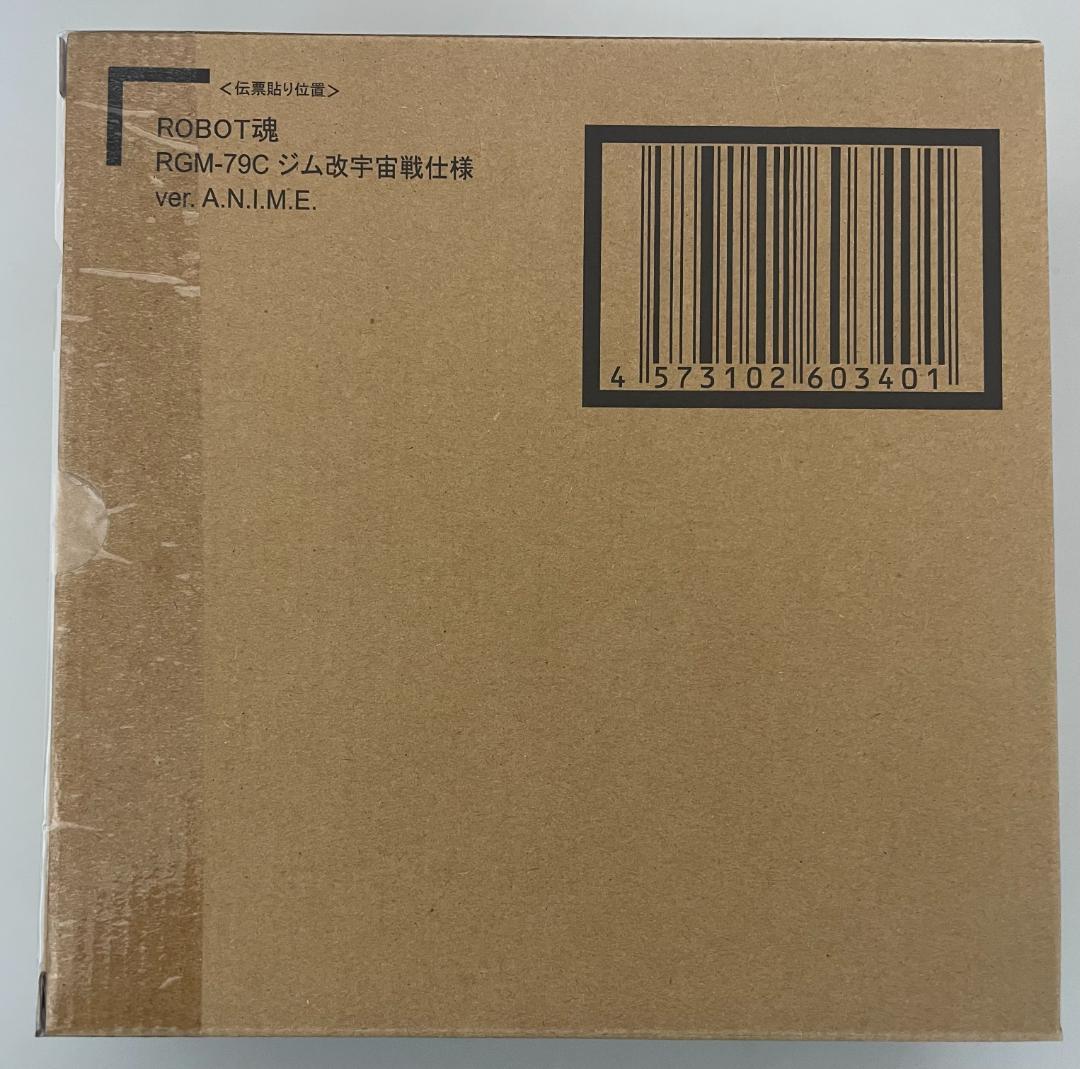 ＜伝票貼り位置＞
ROBOT魂
RGM-79C ジム改宇宙戦仕様
ver. A.N.I.M.E.
4 573102 603401